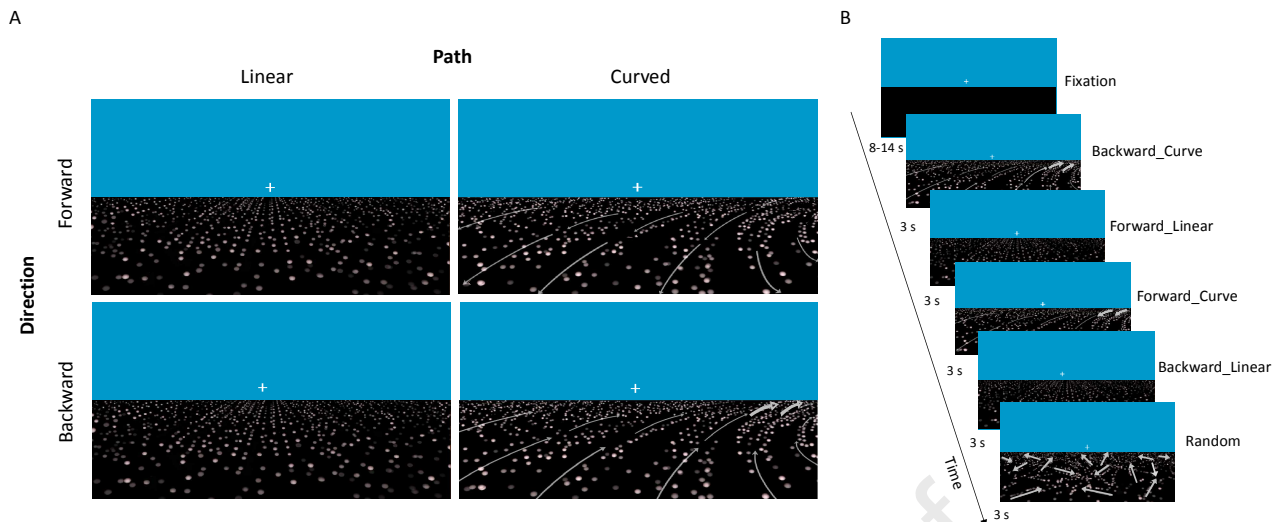 A
Path
Linear
Curved
Direction
Forward
Backward
B
Fixation
8-14 s
Backward_Curve
3 s
Forward_Linear
3 s
Forward_Curve
3 s
Backward_Linear
3 s
Random
3 s
Time
f